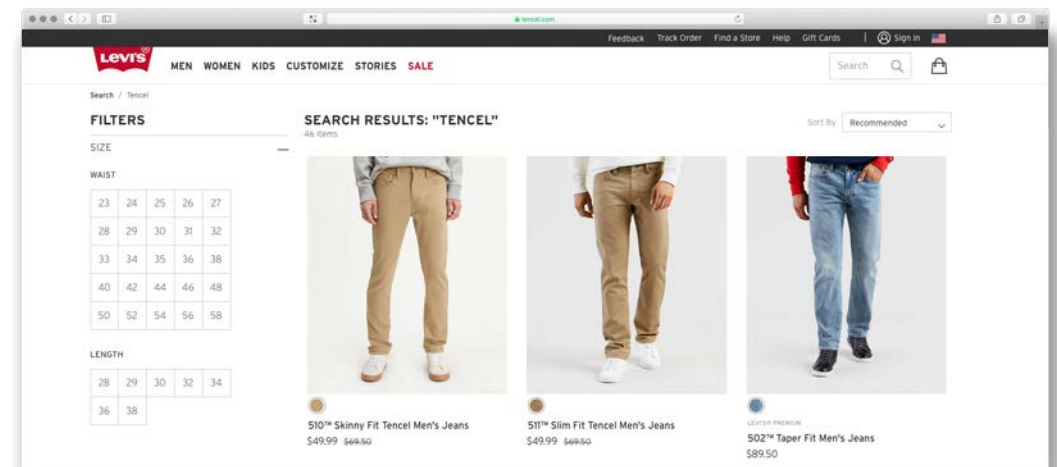 tencel.com
Feedback Track Order Find a Store Help Gift Cards | Sign In
Levi's®
MEN WOMEN KIDS CUSTOMIZE STORIES SALE
Search
Search / Tencel
FILTERS
SEARCH RESULTS: "TENCEL"
46 Items
Sort By Recommended
SIZE
WAIST
23 24 25 26 27
28 29 30 31 32
33 34 35 36 38
40 42 44 46 48
50 52 54 56 58
LENGTH
28 29 30 32 34
36 38
510™ Skinny Fit Tencel Men's Jeans
$49.99 $69.50
511™ Slim Fit Tencel Men's Jeans
$49.99 $69.50
LEVI'S® PREMIUM
502™ Taper Fit Men's Jeans
$89.50